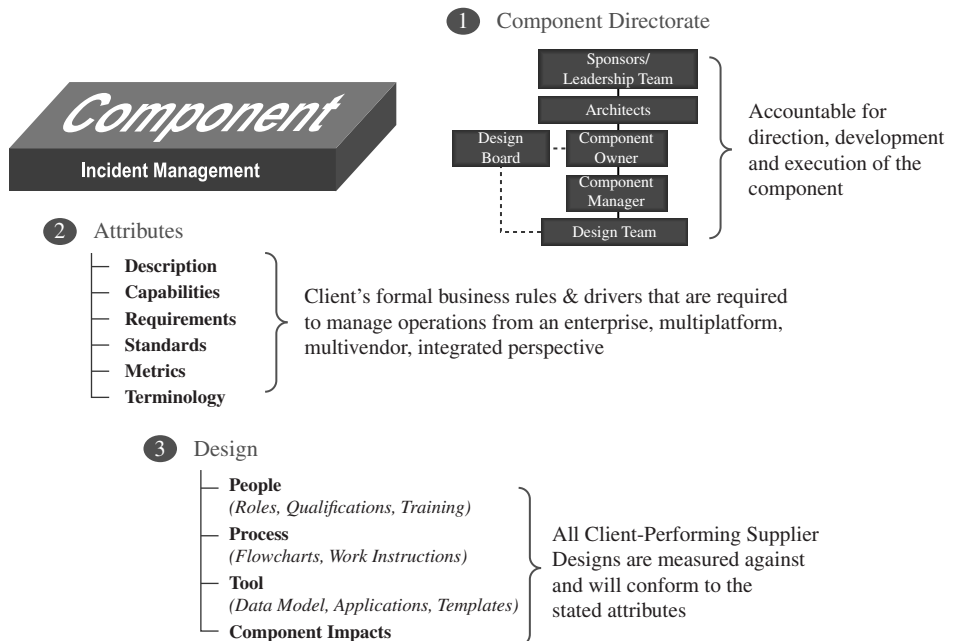 1 Component Directorate
Sponsors/
Leadership Team
Architects
Design
Board
Component
Owner
Component
Manager
Design Team
Accountable for
direction, development
and execution of the
component
Component
Incident Management
2 Attributes
Description
Capabilities
Requirements
Standards
Metrics
Terminology
Client’s formal business rules & drivers that are required
to manage operations from an enterprise, multiplatform,
multivendor, integrated perspective
3 Design
People
(Roles, Qualifications, Training)
Process
(Flowcharts, Work Instructions)
Tool
(Data Model, Applications, Templates)
Component Impacts
All Client-Performing Supplier
Designs are measured against
and will conform to the
stated attributes